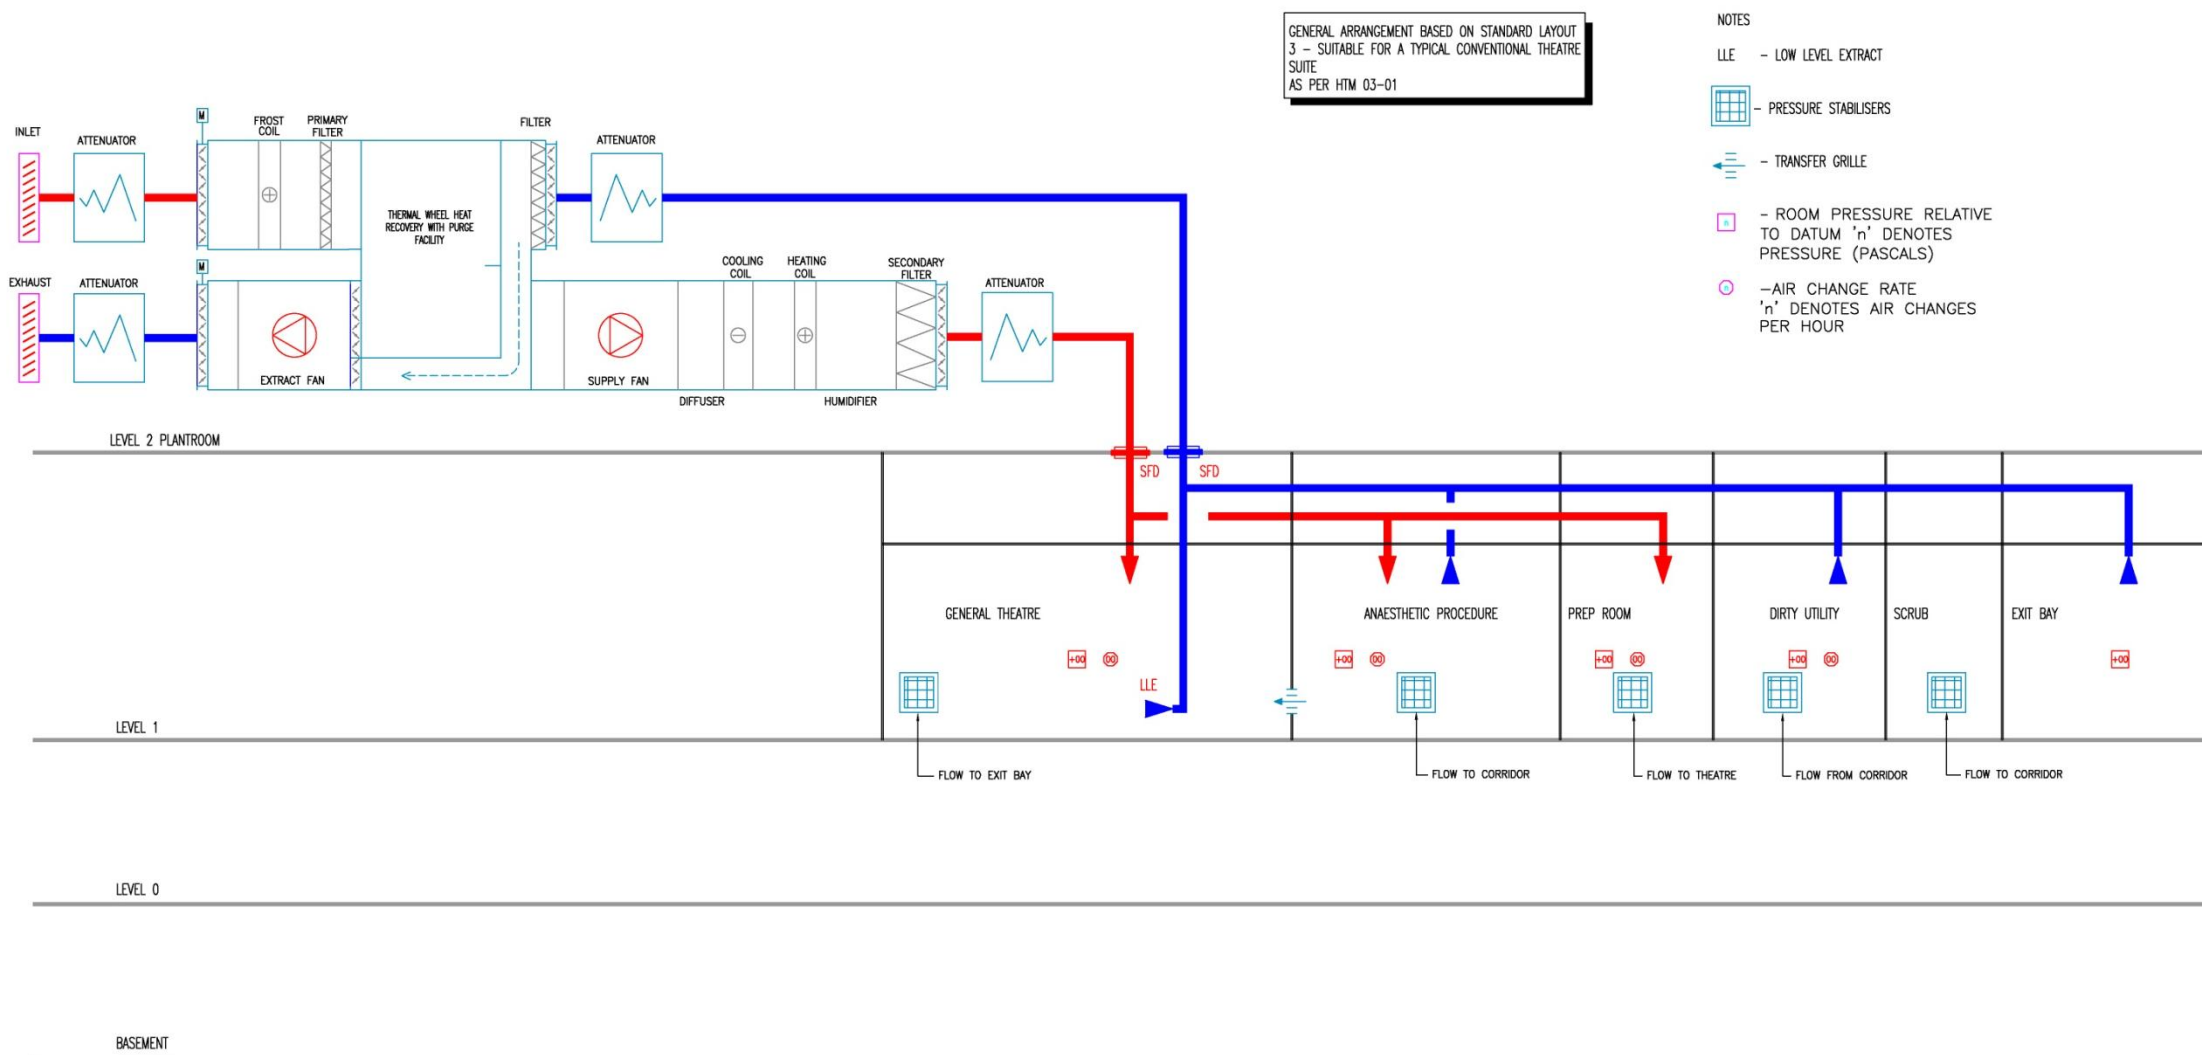 GENERAL ARRANGEMENT BASED ON STANDARD LAYOUT
3 - SUITABLE FOR A TYPICAL CONVENTIONAL THEATRE
SUITE
AS PER HTM 03-01
NOTES
LLE - LOW LEVEL EXTRACT
- PRESSURE STABILISERS
- TRANSFER GRILLE
n
- ROOM PRESSURE RELATIVE
TO DATUM 'n' DENOTES
PRESSURE (PASCALS)
n
-AIR CHANGE RATE
'n' DENOTES AIR CHANGES
PER HOUR
INLET
ATTENUATOR
M
FROST
COIL
PRIMARY
FILTER
THERMAL WHEEL HEAT
RECOVERY WITH PURGE
FACILITY
FILTER
ATTENUATOR
EXHAUST
ATTENUATOR
M
EXTRACT FAN
SUPPLY FAN
DIFFUSER
COOLING
COIL
HEATING
COIL
HUMIDIFIER
SECONDARY
FILTER
ATTENUATOR
LEVEL 2 PLANTROOM
SFD
SFD
GENERAL THEATRE
ANAESTHETIC PROCEDURE
PREP ROOM
DIRTY UTILITY
SCRUB
EXIT BAY
+00
00
+00
00
+00
00
+00
00
+00
LLE
LEVEL 1
FLOW TO EXIT BAY
FLOW TO CORRIDOR
FLOW TO THEATRE
FLOW FROM CORRIDOR
FLOW TO CORRIDOR
LEVEL 0
BASEMENT